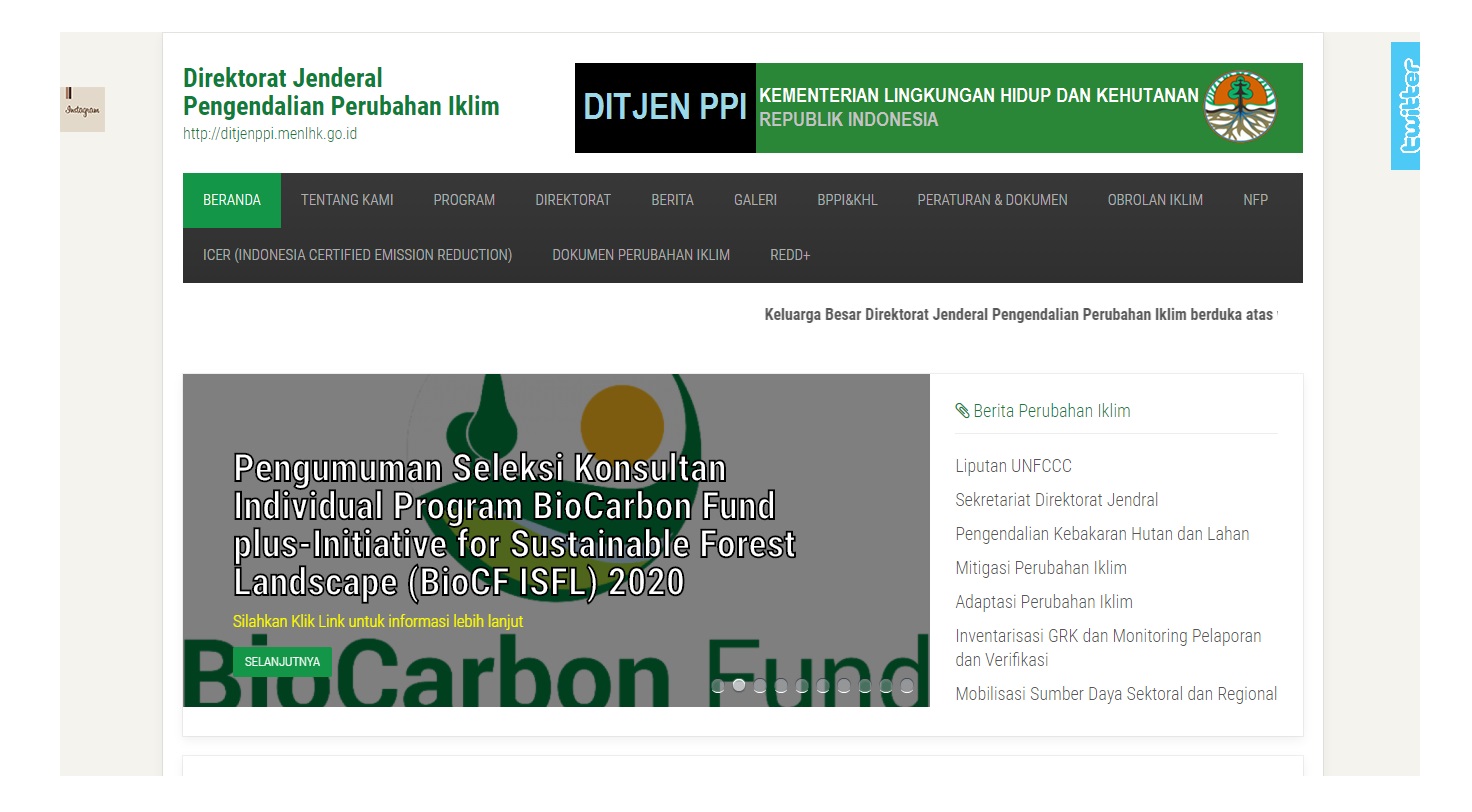 Instagram
twitter
Direktorat Jenderal
Pengendalian Perubahan Iklim
http://ditjenppi.menlhk.go.id
DITJEN PPI
KEMENTERIAN LINGKUNGAN HIDUP DAN KEHUTANAN
REPUBLIK INDONESIA
BERANDA TENTANG KAMI PROGRAM DIREKTORAT BERITA GALERI BPPI&KHL PERATURAN & DOKUMEN OBROLAN IKLIM NFP
ICER (INDONESIA CERTIFIED EMISSION REDUCTION) DOKUMEN PERUBAHAN IKLIM REDD+
Keluarga Besar Direktorat Jenderal Pengendalian Perubahan Iklim berduka atas
Pengumuman Seleksi Konsultan
Individual Program BioCarbon Fund
plus-Initiative for Sustainable Forest
Landscape (BioCF ISFL) 2020
Silahkan Klik Link untuk informasi lebih lanjut
SELANJUTNYA
BioCarbon Fund
Berita Perubahan Iklim
Liputan UNFCCC
Sekretariat Direktorat Jendral
Pengendalian Kebakaran Hutan dan Lahan
Mitigasi Perubahan Iklim
Adaptasi Perubahan Iklim
Inventarisasi GRK dan Monitoring Pelaporan
dan Verifikasi
Mobilisasi Sumber Daya Sektoral dan Regional